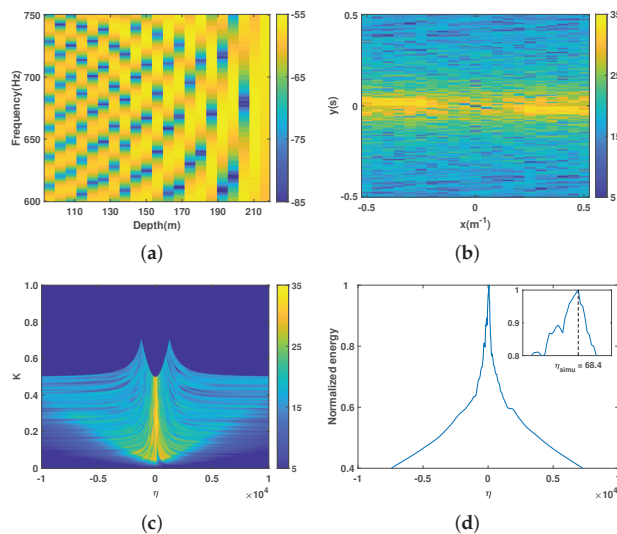 750
700
650
600
Frequency(Hz)
110 130 150 170 190 210
Depth(m)
-55
-65
-75
-85
(a)
0.5
0
-0.5
y(s)
-0.5 0 0.5
x(m⁻¹)
35
25
15
5
(b)
1.0
0.8
0.6
0.4
0.2
0
K
-1 -0.5 0 0.5 1
η
×10⁴
35
25
15
5
(c)
1
0.8
0.6
0.4
Normalized energy
-1 -0.5 0 0.5 1
η
×10⁴
1
0.9
0.8
η_simu = 68.4
(d)